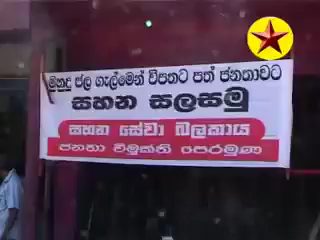 මුහුදු ජල ගැල්මෙන් විපතට පත් ජනතාවට
සහන සලසමු
සහන සේවා බලකාය
ජනතා විමුක්ති පෙරමුණ